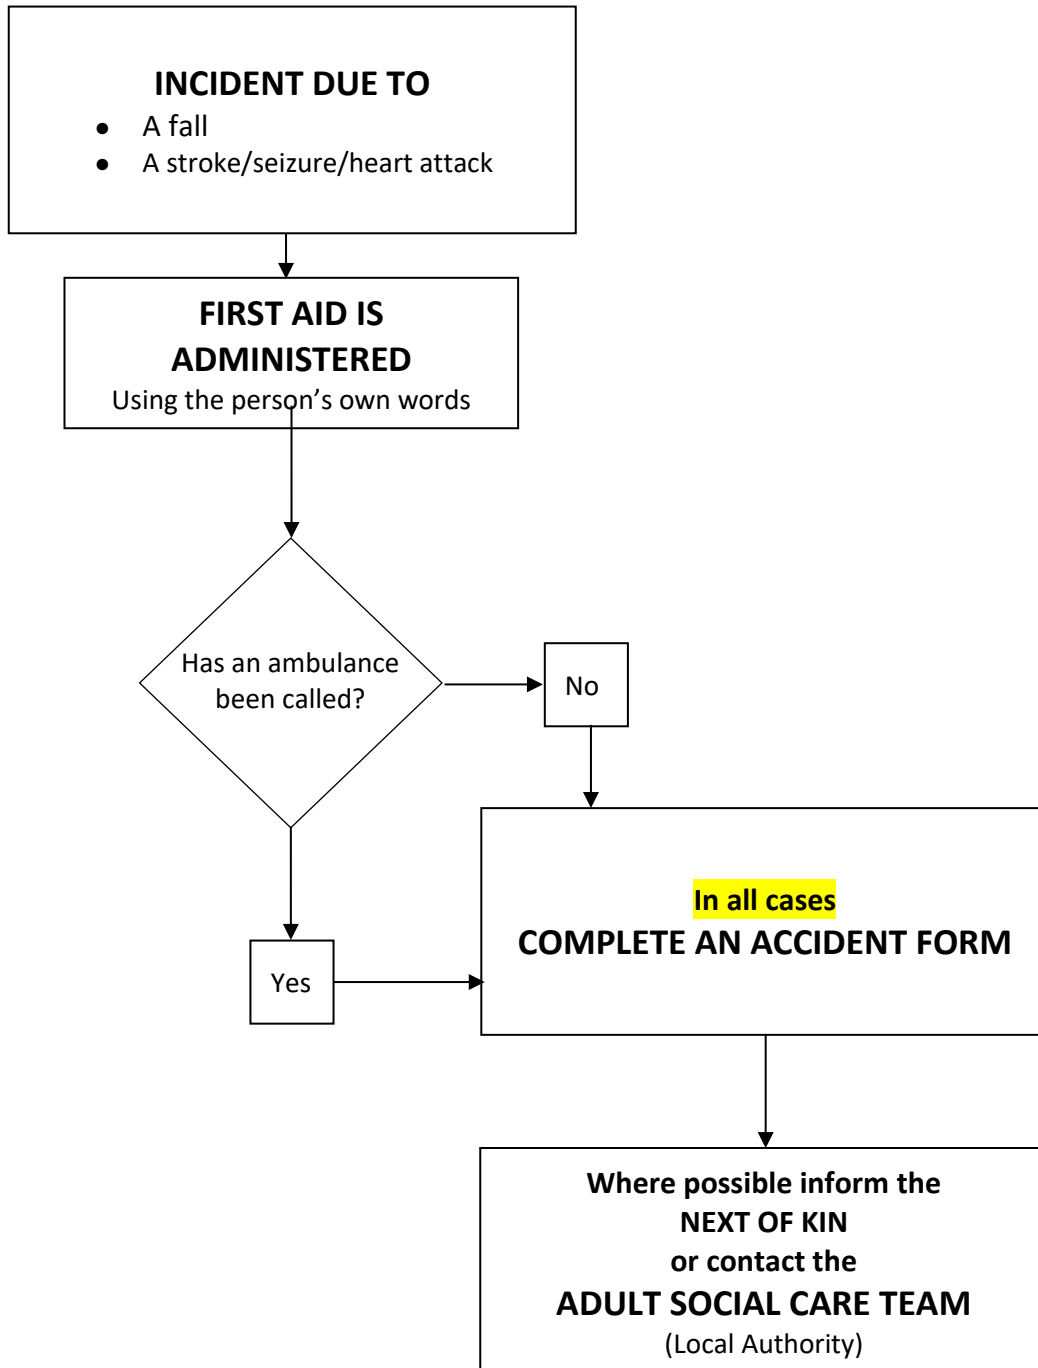 INCIDENT DUE TO
● A fall
● A stroke/seizure/heart attack
FIRST AID IS
ADMINISTERED
Using the person’s own words
Has an ambulance
been called?
No
Yes
In all cases
COMPLETE AN ACCIDENT FORM
Where possible inform the
NEXT OF KIN
or contact the
ADULT SOCIAL CARE TEAM
(Local Authority)